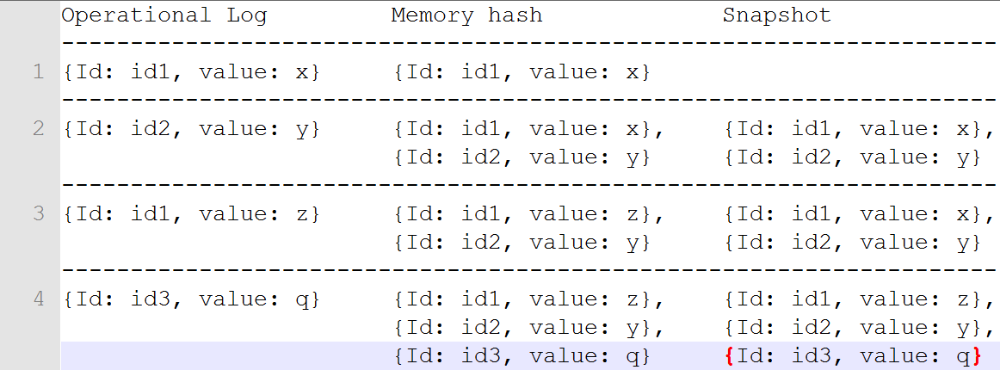 Operational Log Memory hash Snapshot
----------------------------------------------------------------------
1 {Id: id1, value: x} {Id: id1, value: x}
----------------------------------------------------------------------
2 {Id: id2, value: y} {Id: id1, value: x}, {Id: id1, value: x},
{Id: id2, value: y} {Id: id2, value: y}
----------------------------------------------------------------------
3 {Id: id1, value: z} {Id: id1, value: z}, {Id: id1, value: x},
{Id: id2, value: y} {Id: id2, value: y}
----------------------------------------------------------------------
4 {Id: id3, value: q} {Id: id1, value: z}, {Id: id1, value: z},
{Id: id2, value: y}, {Id: id2, value: y},
{Id: id3, value: q} {Id: id3, value: q}